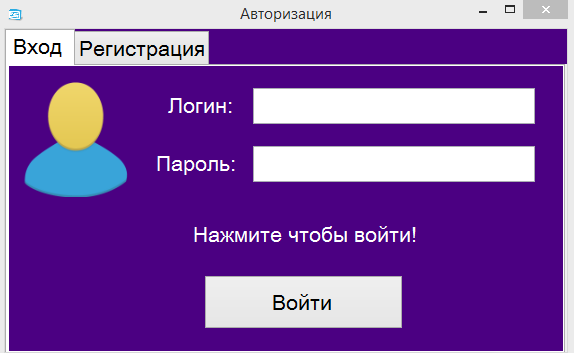 Авторизация
Вход Регистрация
Логин:
Пароль:
Нажмите чтобы войти!
Войти